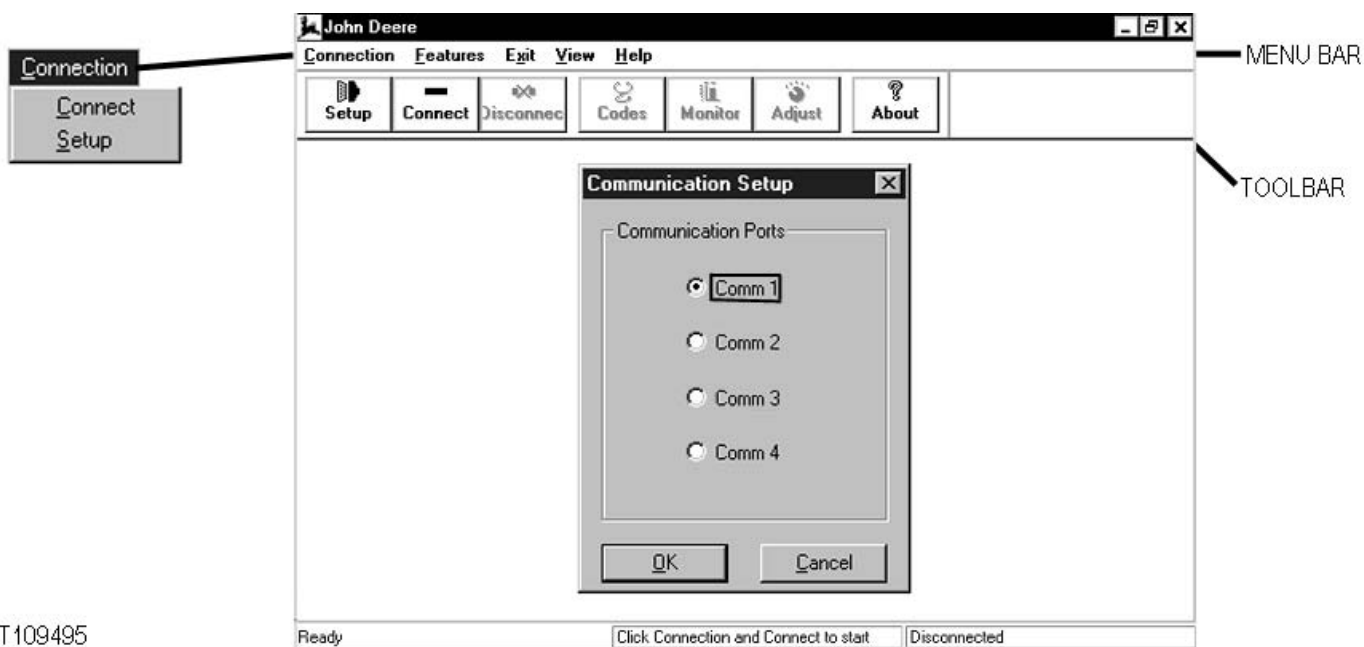 John Deere
Connection Features Exit View Help
MENU BAR
Connection
Connect
Setup
Setup Connect Disconnec Codes Monitor Adjust About
TOOLBAR
Communication Setup
Communication Ports
Comm 1
Comm 2
Comm 3
Comm 4
OK Cancel
T109495
Ready Click Connection and Connect to start Disconnected